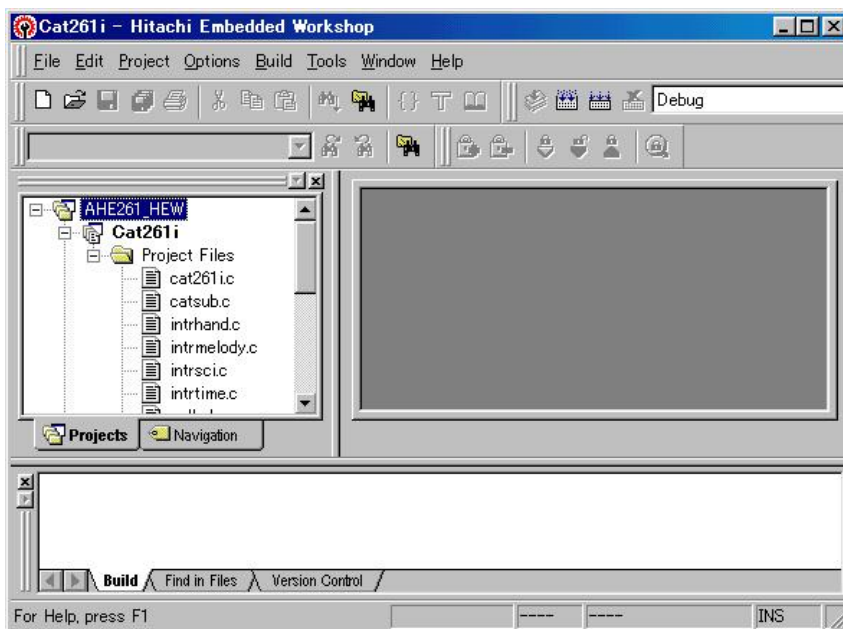 Cat261i - Hitachi Embedded Workshop
File Edit Project Options Build Tools Window Help
Debug
AHE261_HEW
Cat261i
Project Files
cat261i.c
catsub.c
intrhand.c
intrmelody.c
intrsci.c
intrtime.c
Projects Navigation
Build Find in Files Version Control
For Help, press F1 ---- ---- INS